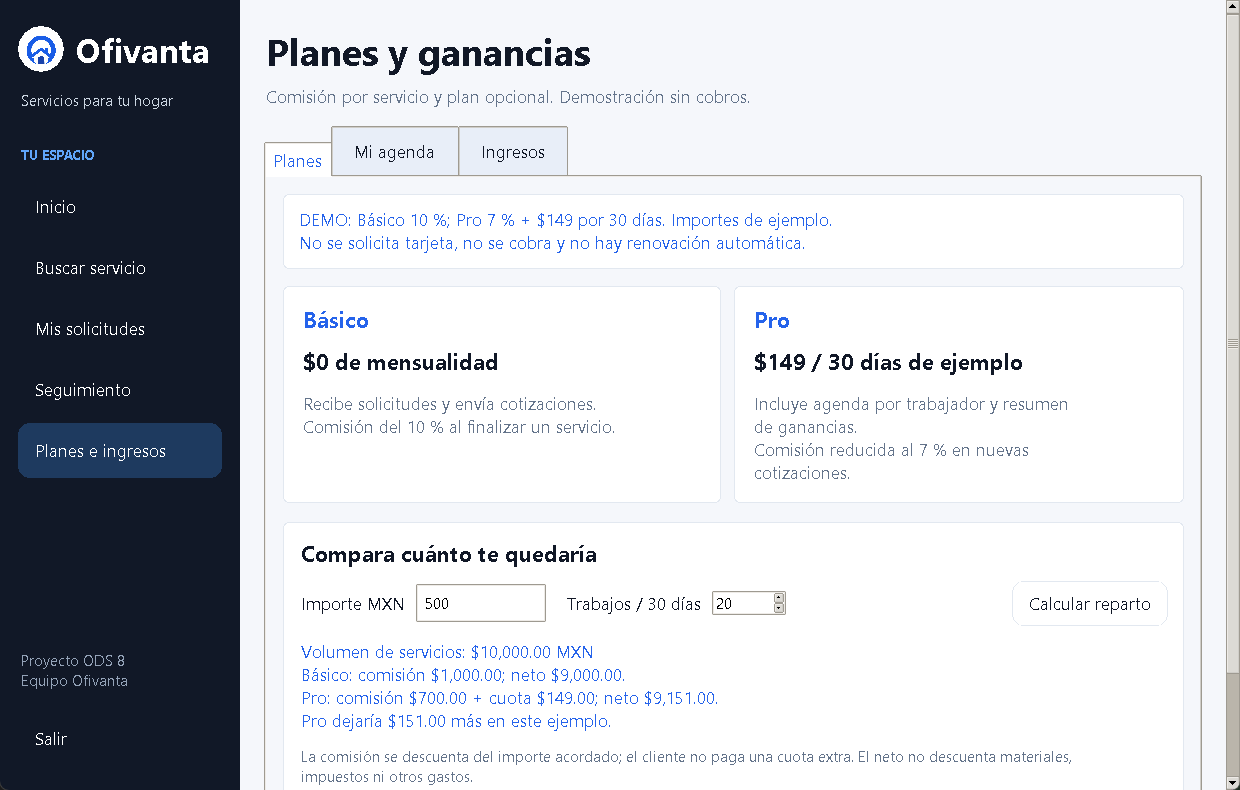 Ofivanta
Servicios para tu hogar
TU ESPACIO
Inicio
Buscar servicio
Mis solicitudes
Seguimiento
Planes e ingresos
Proyecto ODS 8
Equipo Ofivanta
Salir
Planes y ganancias
Comisión por servicio y plan opcional. Demostración sin cobros.
Planes
Mi agenda
Ingresos
DEMO: Básico 10 %; Pro 7 % + $149 por 30 días. Importes de ejemplo.
No se solicita tarjeta, no se cobra y no hay renovación automática.
Básico
$0 de mensualidad
Recibe solicitudes y envía cotizaciones.
Comisión del 10 % al finalizar un servicio.
Pro
$149 / 30 días de ejemplo
Incluye agenda por trabajador y resumen
de ganancias.
Comisión reducida al 7 % en nuevas
cotizaciones.
Compara cuánto te quedaría
Importe MXN 500 Trabajos / 30 días 20 Calcular reparto
Volumen de servicios: $10,000.00 MXN
Básico: comisión $1,000.00; neto $9,000.00.
Pro: comisión $700.00 + cuota $149.00; neto $9,151.00.
Pro dejaría $151.00 más en este ejemplo.
La comisión se descuenta del importe acordado; el cliente no paga una cuota extra. El neto no descuenta materiales,
impuestos ni otros gastos.